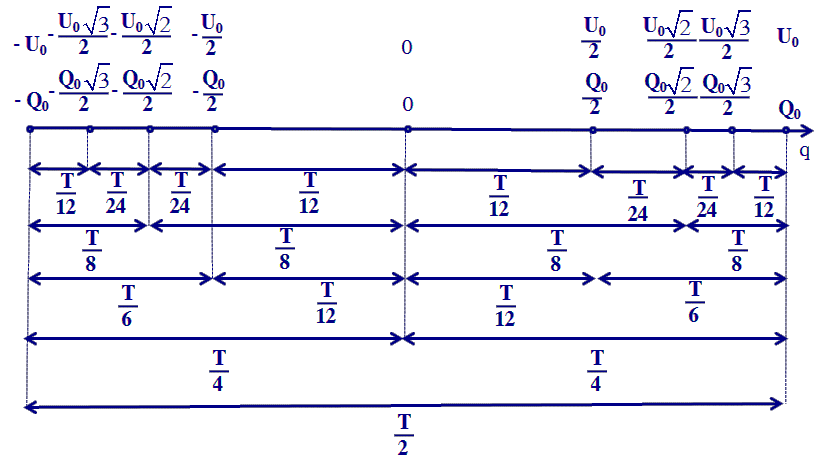 - U₀ -U₀√3/2 -U₀√2/2 -U₀/2 0 U₀/2 U₀√2/2 U₀√3/2 U₀
- Q₀ -Q₀√3/2 -Q₀√2/2 -Q₀/2 0 Q₀/2 Q₀√2/2 Q₀√3/2 Q₀
q
T/12 T/24 T/24 T/12 T/12 T/24 T/24 T/12
T/8 T/8 T/8 T/8
T/6 T/12 T/12 T/6
T/4 T/4
T/2